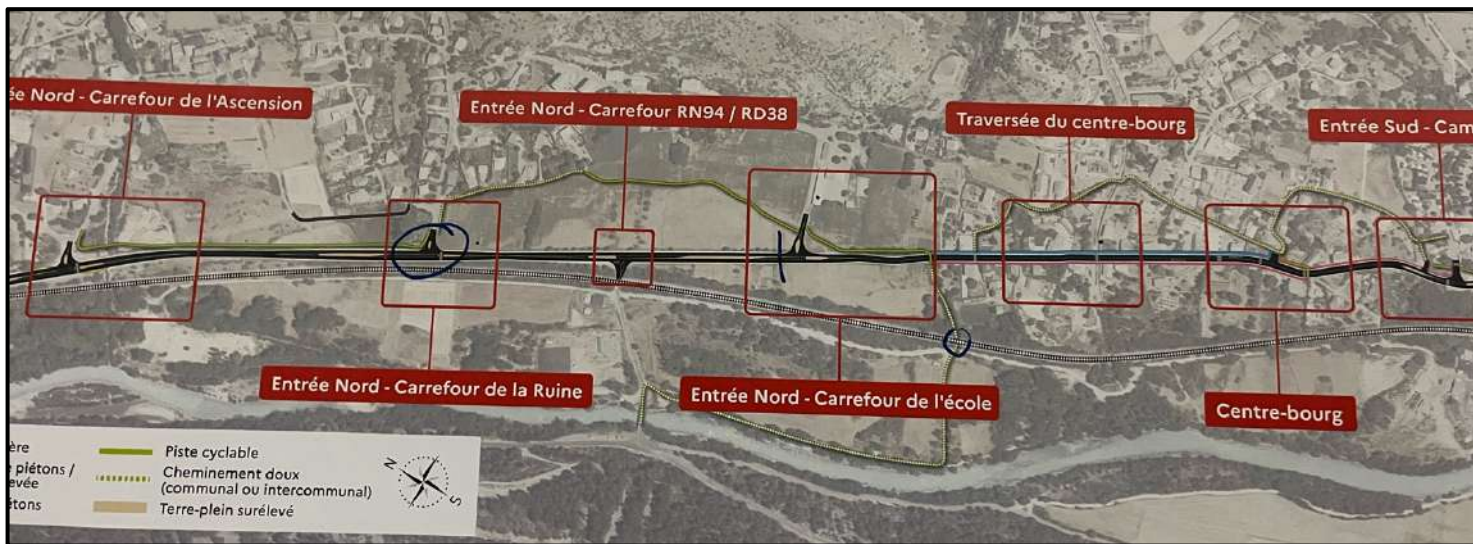 ée Nord - Carrefour de l'Ascension
Entrée Nord - Carrefour RN94 / RD38
Traversée du centre-bourg
Entrée Sud - Cam
Entrée Nord - Carrefour de la Ruine
Entrée Nord - Carrefour de l'école
Centre-bourg
ère
piétons /
evée
étons
Piste cyclable
Cheminement doux
(communal ou intercommunal)
Terre-plein surélevé
N
S